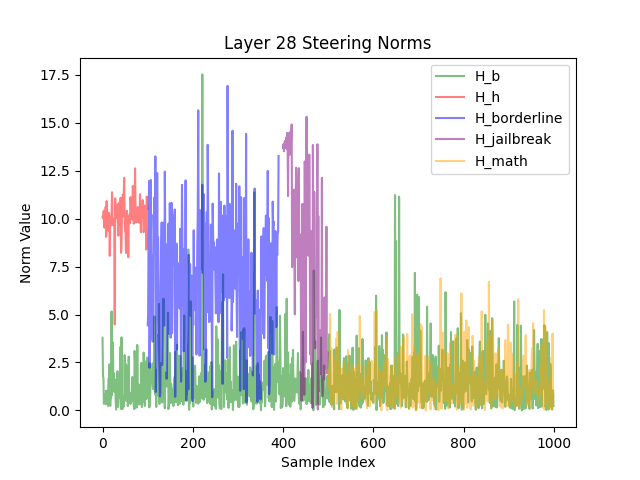 Layer 28 Steering Norms
Norm Value
17.5
15.0
12.5
10.0
7.5
5.0
2.5
0.0
H_b
H_h
H_borderline
H_jailbreak
H_math
0
200
400
600
800
1000
Sample Index